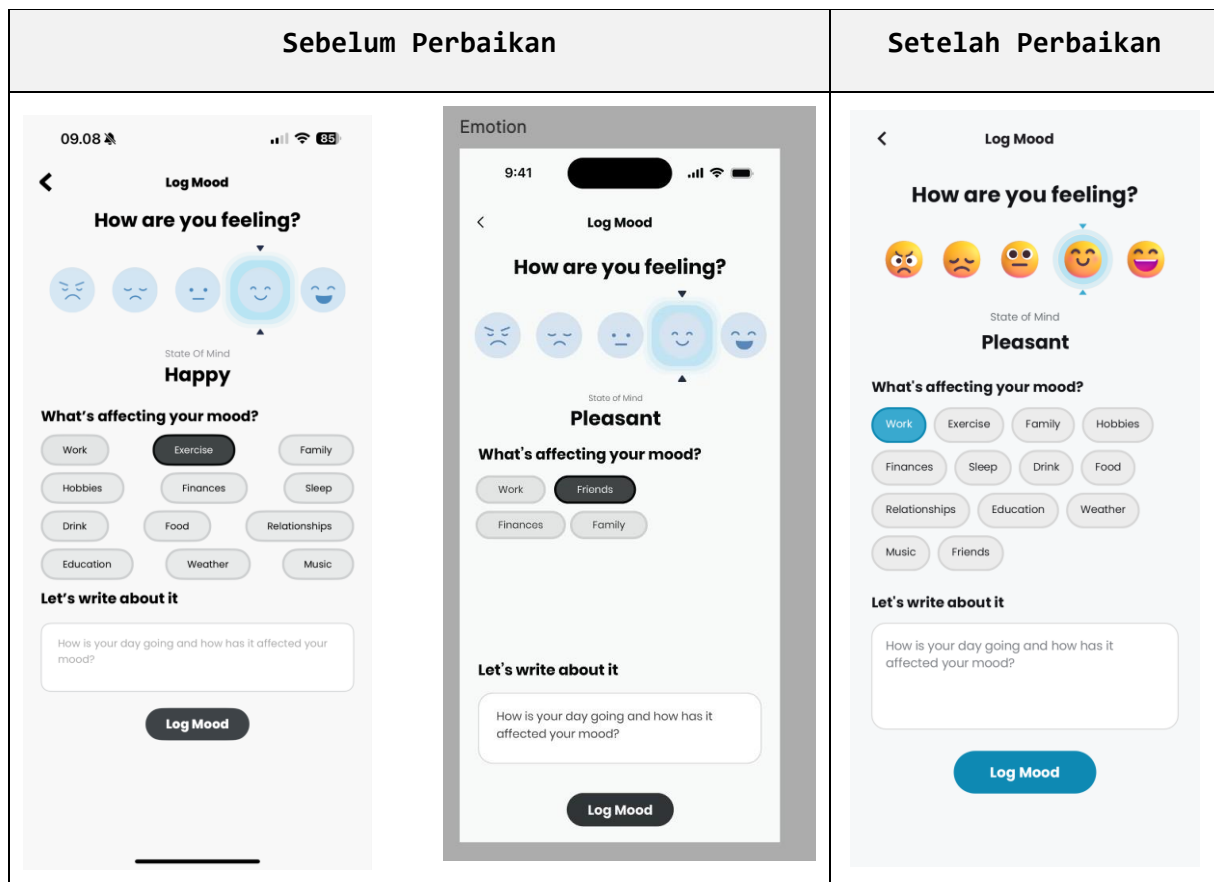 Sebelum Perbaikan
Setelah Perbaikan
09.08
85
Log Mood
How are you feeling?
State Of Mind
Happy
What's affecting your mood?
Work Exercise Family
Hobbies Finances Sleep
Drink Food Relationships
Education Weather Music
Let's write about it
How is your day going and how has it affected your
mood?
Log Mood
Emotion
9:41
Log Mood
How are you feeling?
State of Mind
Pleasant
What's affecting your mood?
Work Friends
Finances Family
Let's write about it
How is your day going and how has it
affected your mood?
Log Mood
Log Mood
How are you feeling?
State of Mind
Pleasant
What's affecting your mood?
Work Exercise Family Hobbies
Finances Sleep Drink Food
Relationships Education Weather
Music Friends
Let's write about it
How is your day going and how has it
affected your mood?
Log Mood